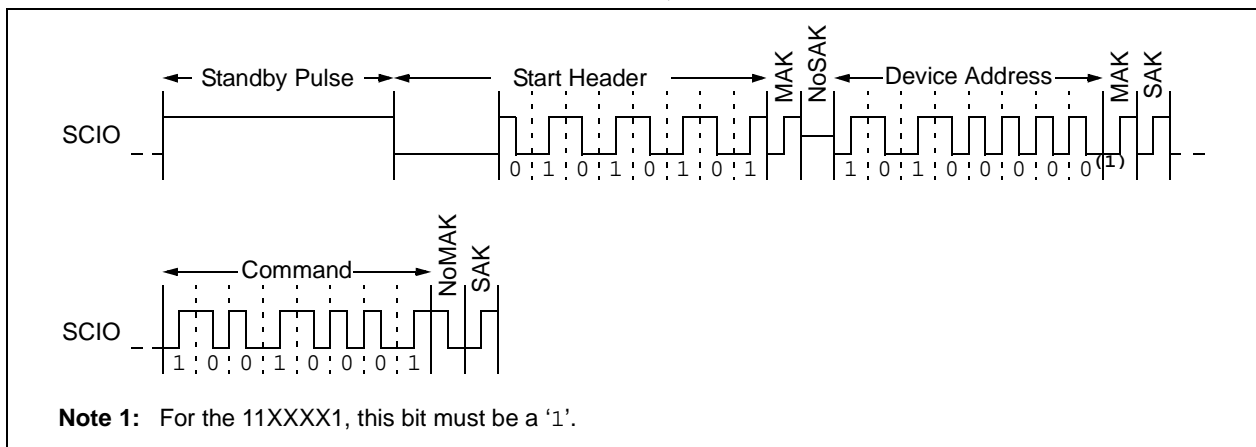 Standby Pulse Start Header MAK NoSAK Device Address MAK SAK
SCIO
0 1 0 1 0 1 0 1 1 0 1 0 0 0 0 0(1)
Command NoMAK SAK
SCIO
1 0 0 1 0 0 0 1
Note 1: For the 11XXXX1, this bit must be a ‘1’.